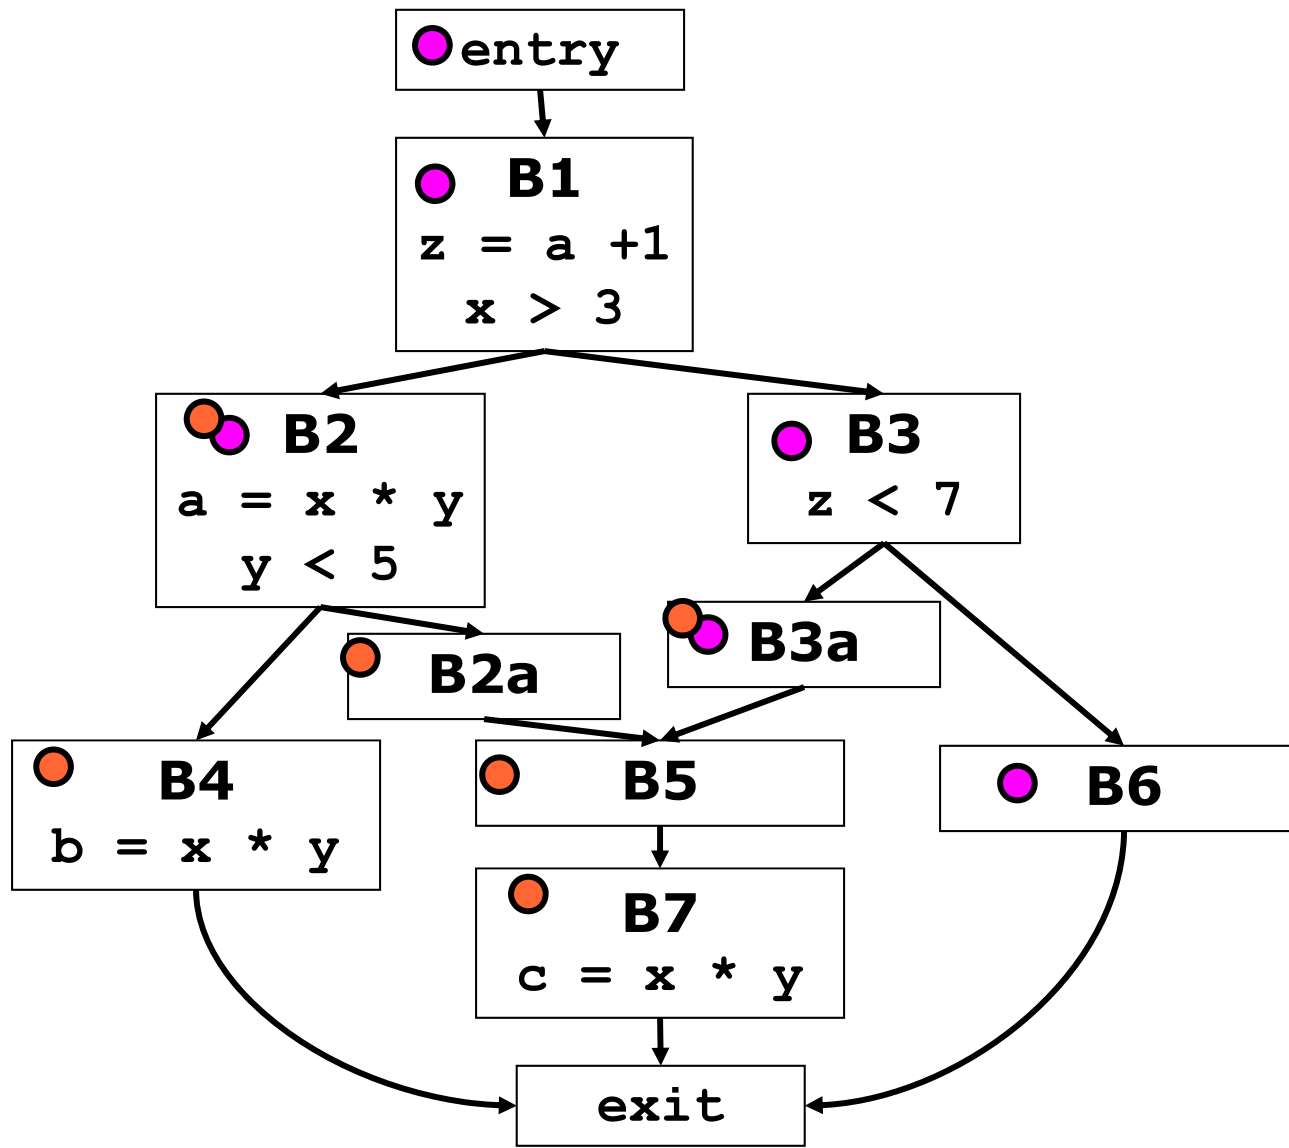 entry
B1
z = a +1
x > 3
B2
a = x * y
y < 5
B3
z < 7
B2a
B3a
B4
b = x * y
B5
B6
B7
c = x * y
exit